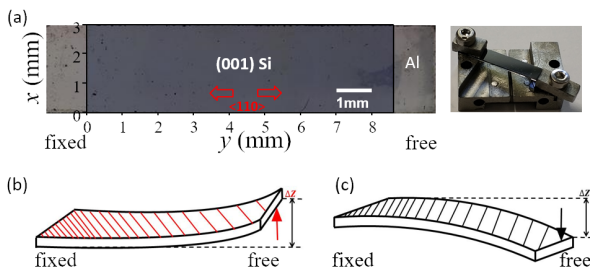 (a)
3
2
1
0
x (mm)
(001) Si
Al
<110>
1mm
0 1 2 3 4 5 6 7 8
fixed
y (mm)
free
(b)
Δz
fixed
free
(c)
Δz
fixed
free